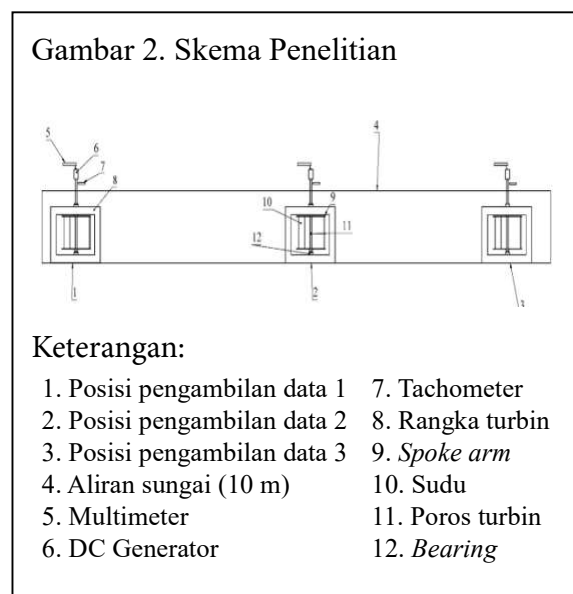 Gambar 2. Skema Penelitian
5
6
7
8
4
9
10
11
12
1
2
3
Keterangan:
1. Posisi pengambilan data 1
2. Posisi pengambilan data 2
3. Posisi pengambilan data 3
4. Aliran sungai (10 m)
5. Multimeter
6. DC Generator
7. Tachometer
8. Rangka turbin
9. Spoke arm
10. Sudu
11. Poros turbin
12. Bearing